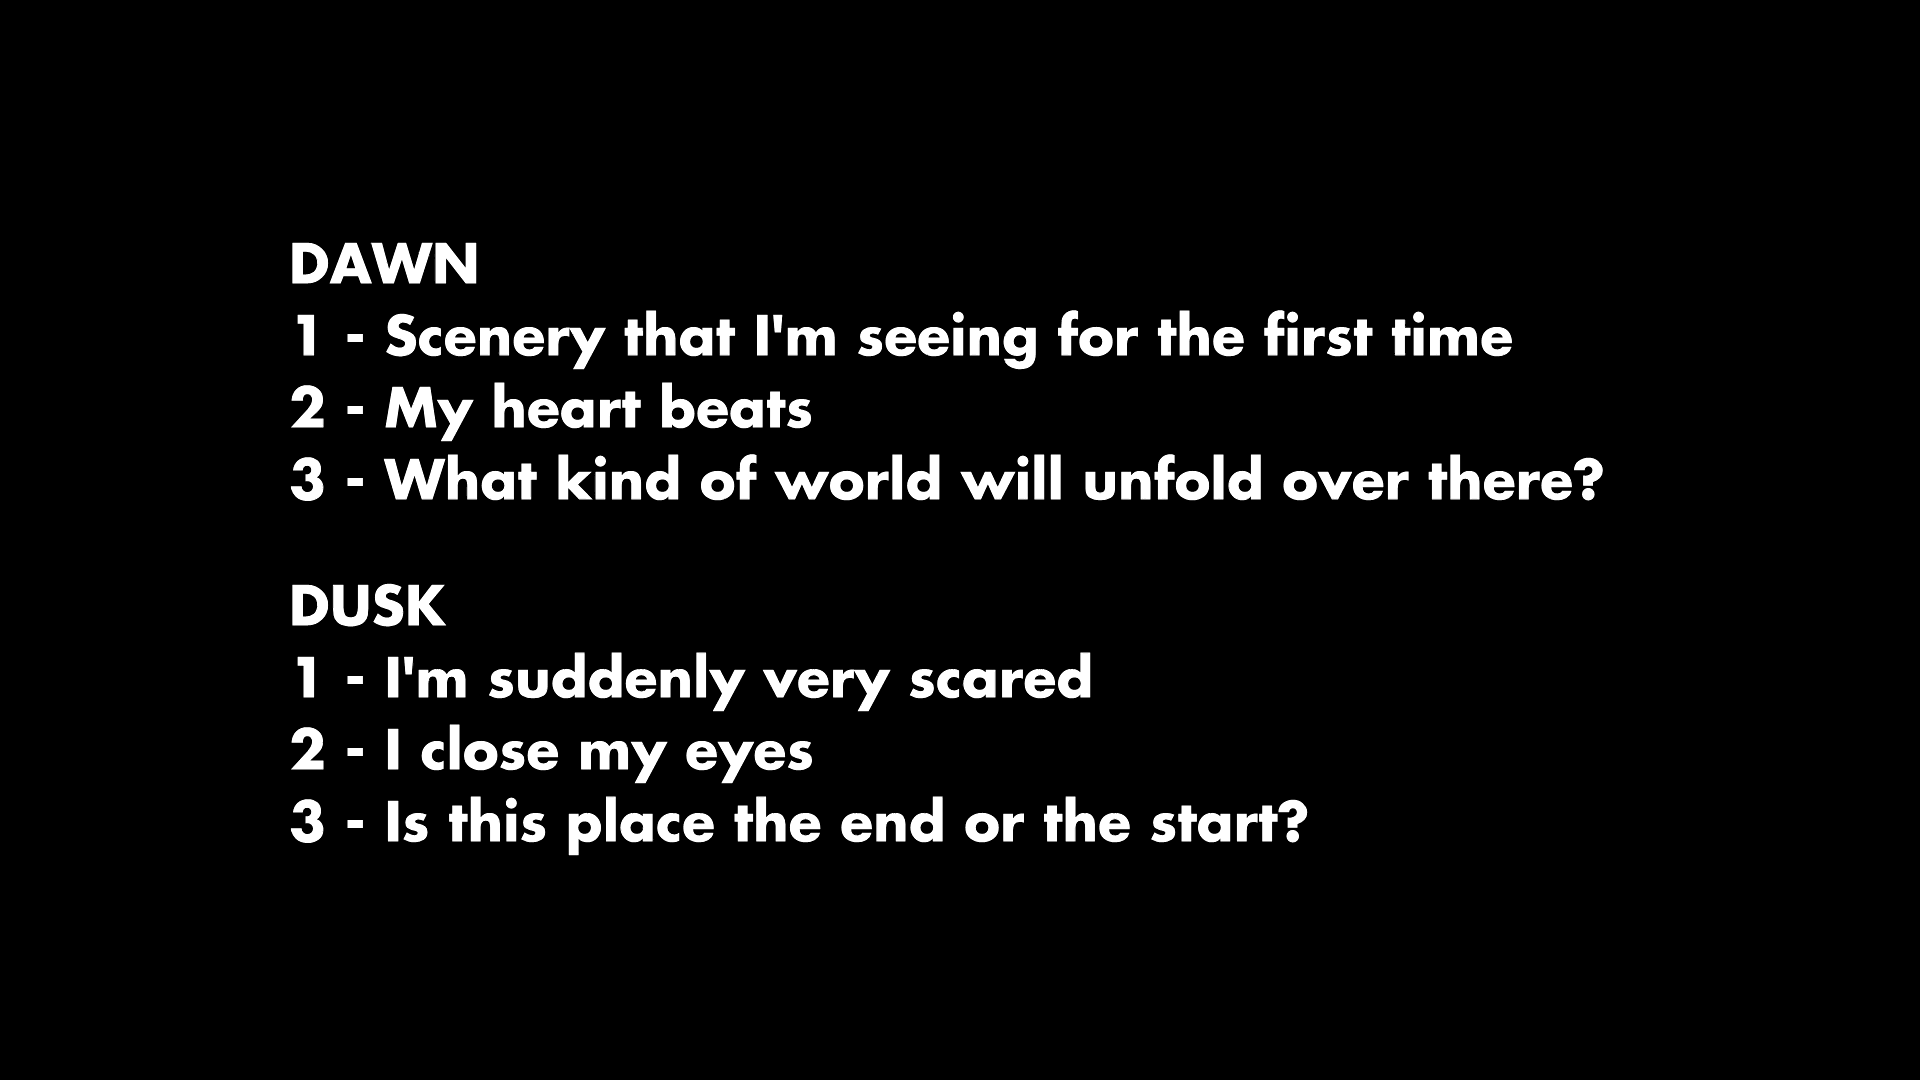 DAWN
1 - Scenery that I'm seeing for the first time
2 - My heart beats
3 - What kind of world will unfold over there?
DUSK
1 - I'm suddenly very scared
2 - I close my eyes
3 - Is this place the end or the start?